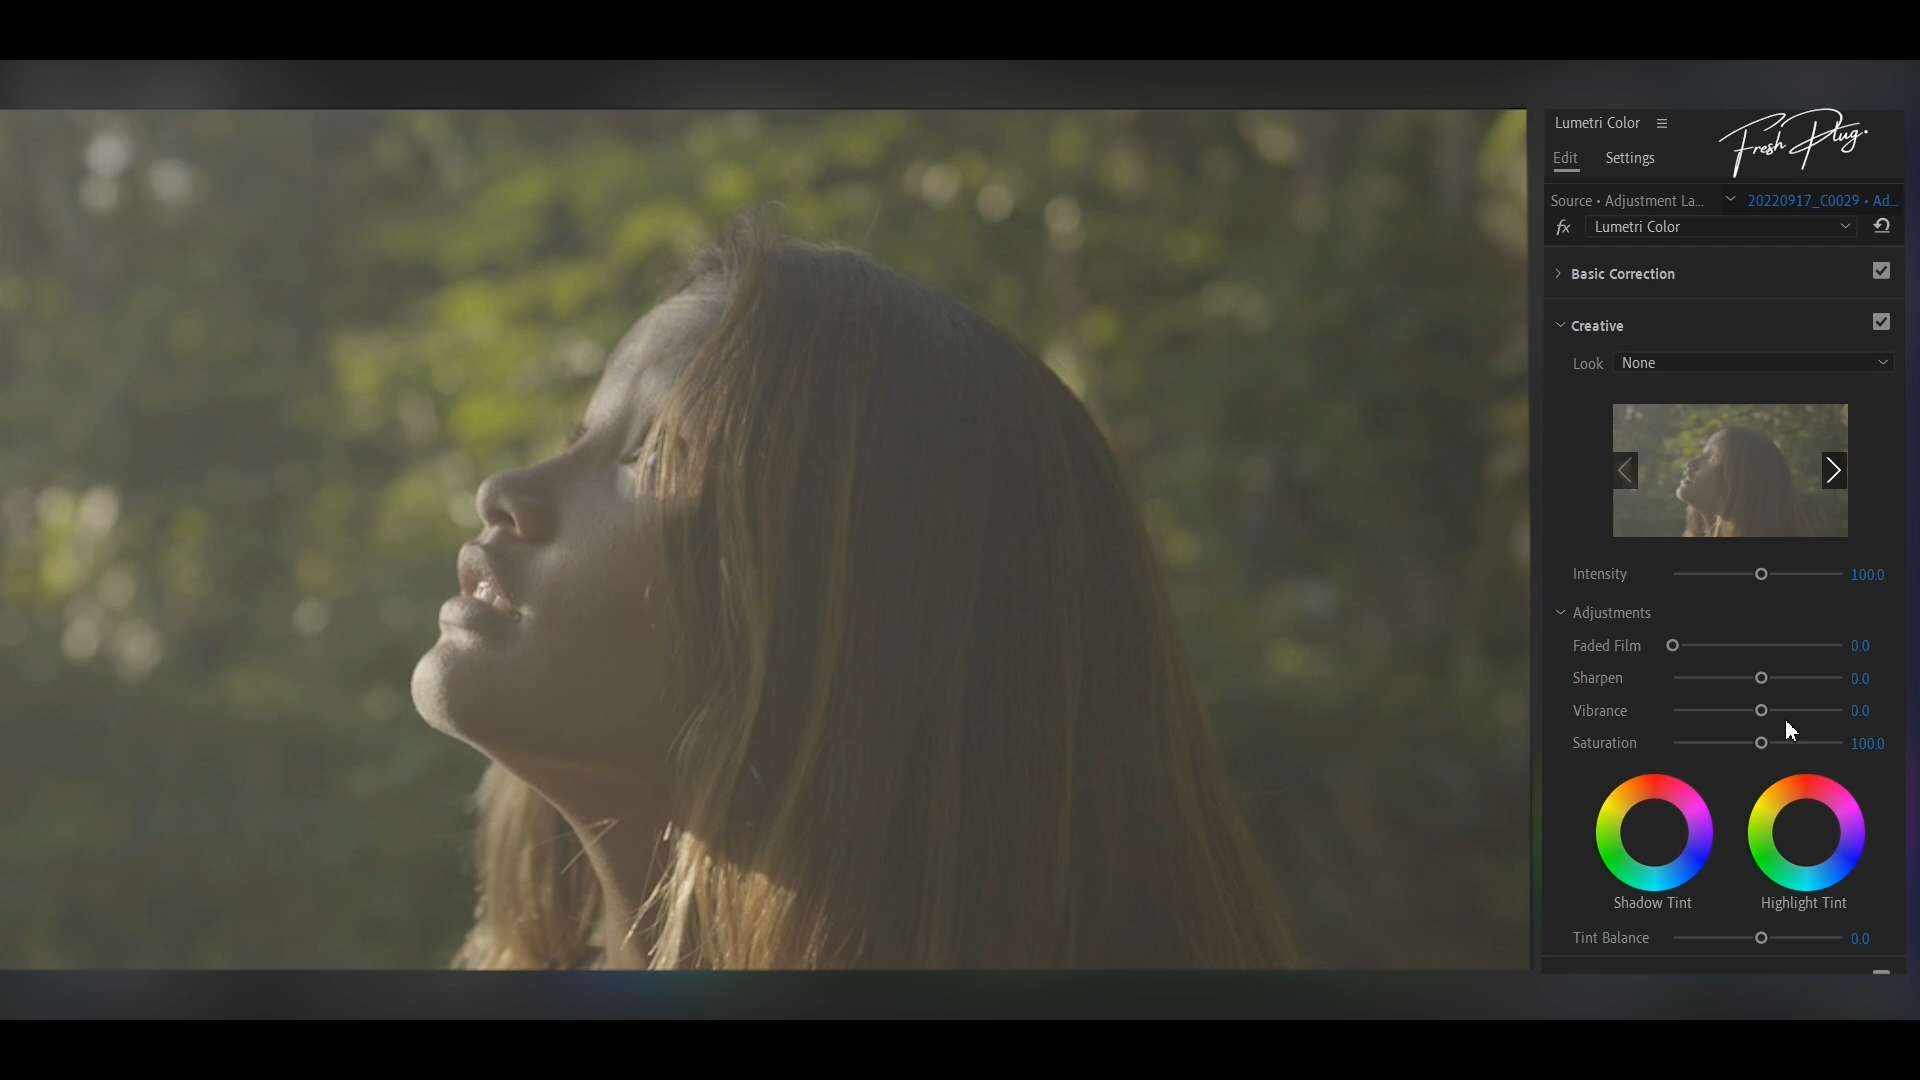 Lumetri Color
Fresh Plug.
Edit Settings
Source • Adjustment La... 20220917_C0029 • Ad...
fx Lumetri Color
Basic Correction
Creative
Look None
Intensity 100.0
Adjustments
Faded Film 0.0
Sharpen 0.0
Vibrance 0.0
Saturation 100.0
Shadow Tint Highlight Tint
Tint Balance 0.0